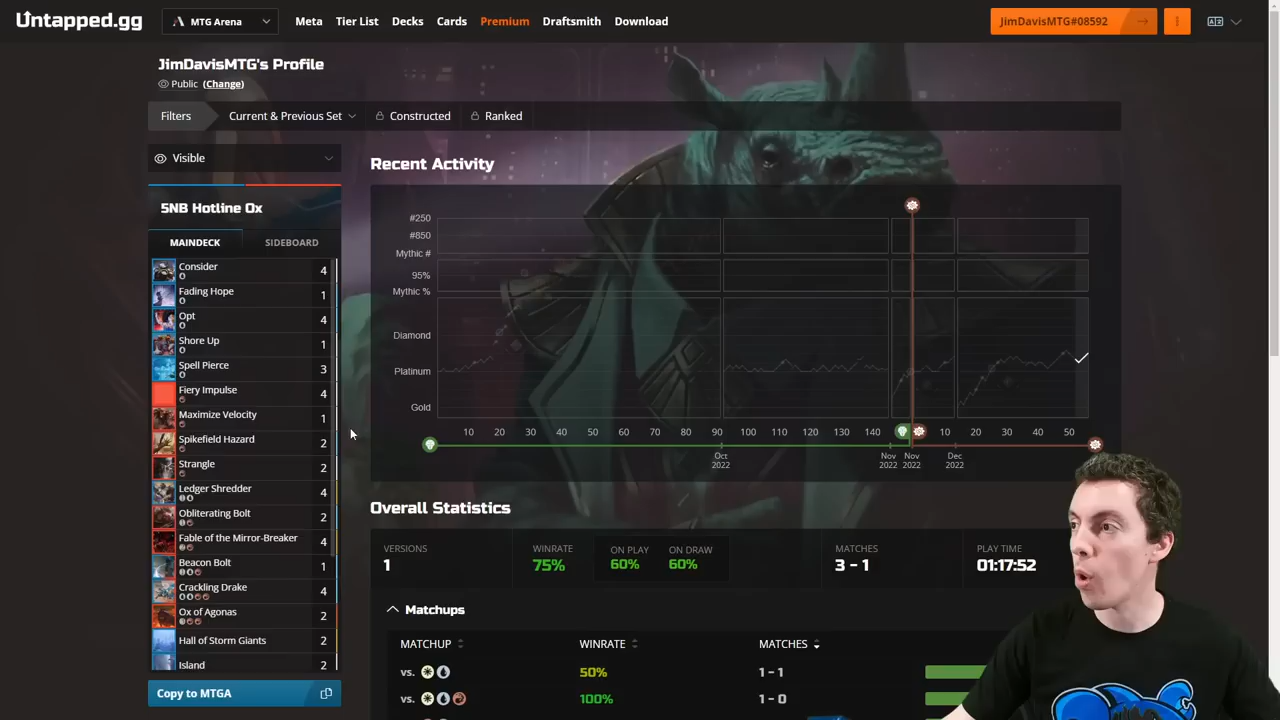 Untapped.gg
MTG Arena
Meta
Tier List
Decks
Cards
Premium
Draftsmith
Download
JimDavisMTG#08592
JimDavisMTG's Profile
Public (Change)
Filters
Current & Previous Set
Constructed
Ranked
Visible
5NB Hotline Ox
MAINDECK
SIDEBOARD
Consider 4
Fading Hope 1
Opt 4
Shore Up 1
Spell Pierce 3
Fiery Impulse 4
Maximize Velocity 1
Spikefield Hazard 2
Strangle 2
Ledger Shredder 4
Obliterating Bolt 2
Fable of the Mirror-Breaker 4
Beacon Bolt 1
Crackling Drake 4
Ox of Agonas 2
Hall of Storm Giants 2
Island 2
Copy to MTGA
Recent Activity
#250
#850
Mythic #
95%
Mythic %
Diamond
Platinum
Gold
10 20 30 40 50 60 70 80 90 100 110 120 130 140 10 10 20 30 40 50
Oct 2022
Nov 2022
Nov 2022
Dec 2022
Overall Statistics
VERSIONS
1
WINRATE
75%
ON PLAY
60%
ON DRAW
60%
MATCHES
3 - 1
PLAY TIME
01:17:52
Matchups
MATCHUP WINRATE MATCHES
vs. 50% 1 - 1
vs. 100% 1 - 0